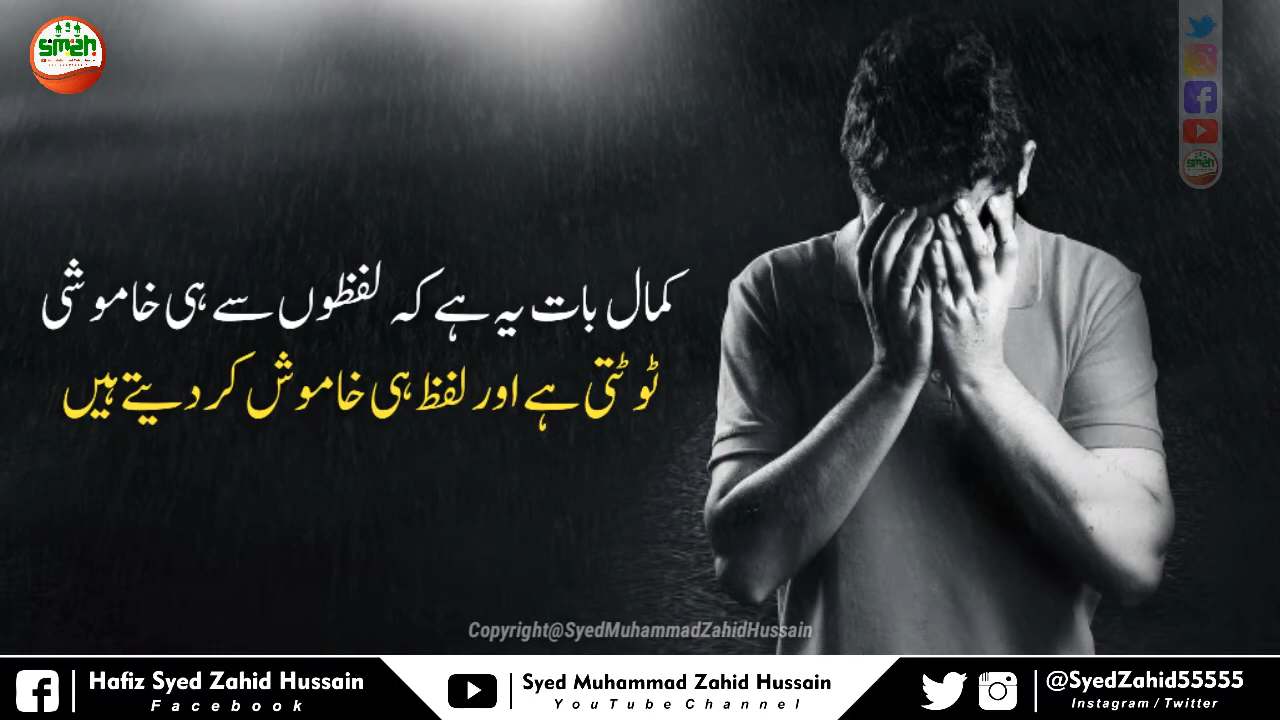 smzh
کمال بات یہ ہے کہ لفظوں سے ہی خاموشی
ٹوٹتی ہے اور لفظ ہی خاموش کر دیتے ہیں
Copyright@SyedMuhammadZahidHussain
Hafiz Syed Zahid Hussain
Facebook
Syed Muhammad Zahid Hussain
YouTube Channel
@SyedZahid55555
Instagram / Twitter